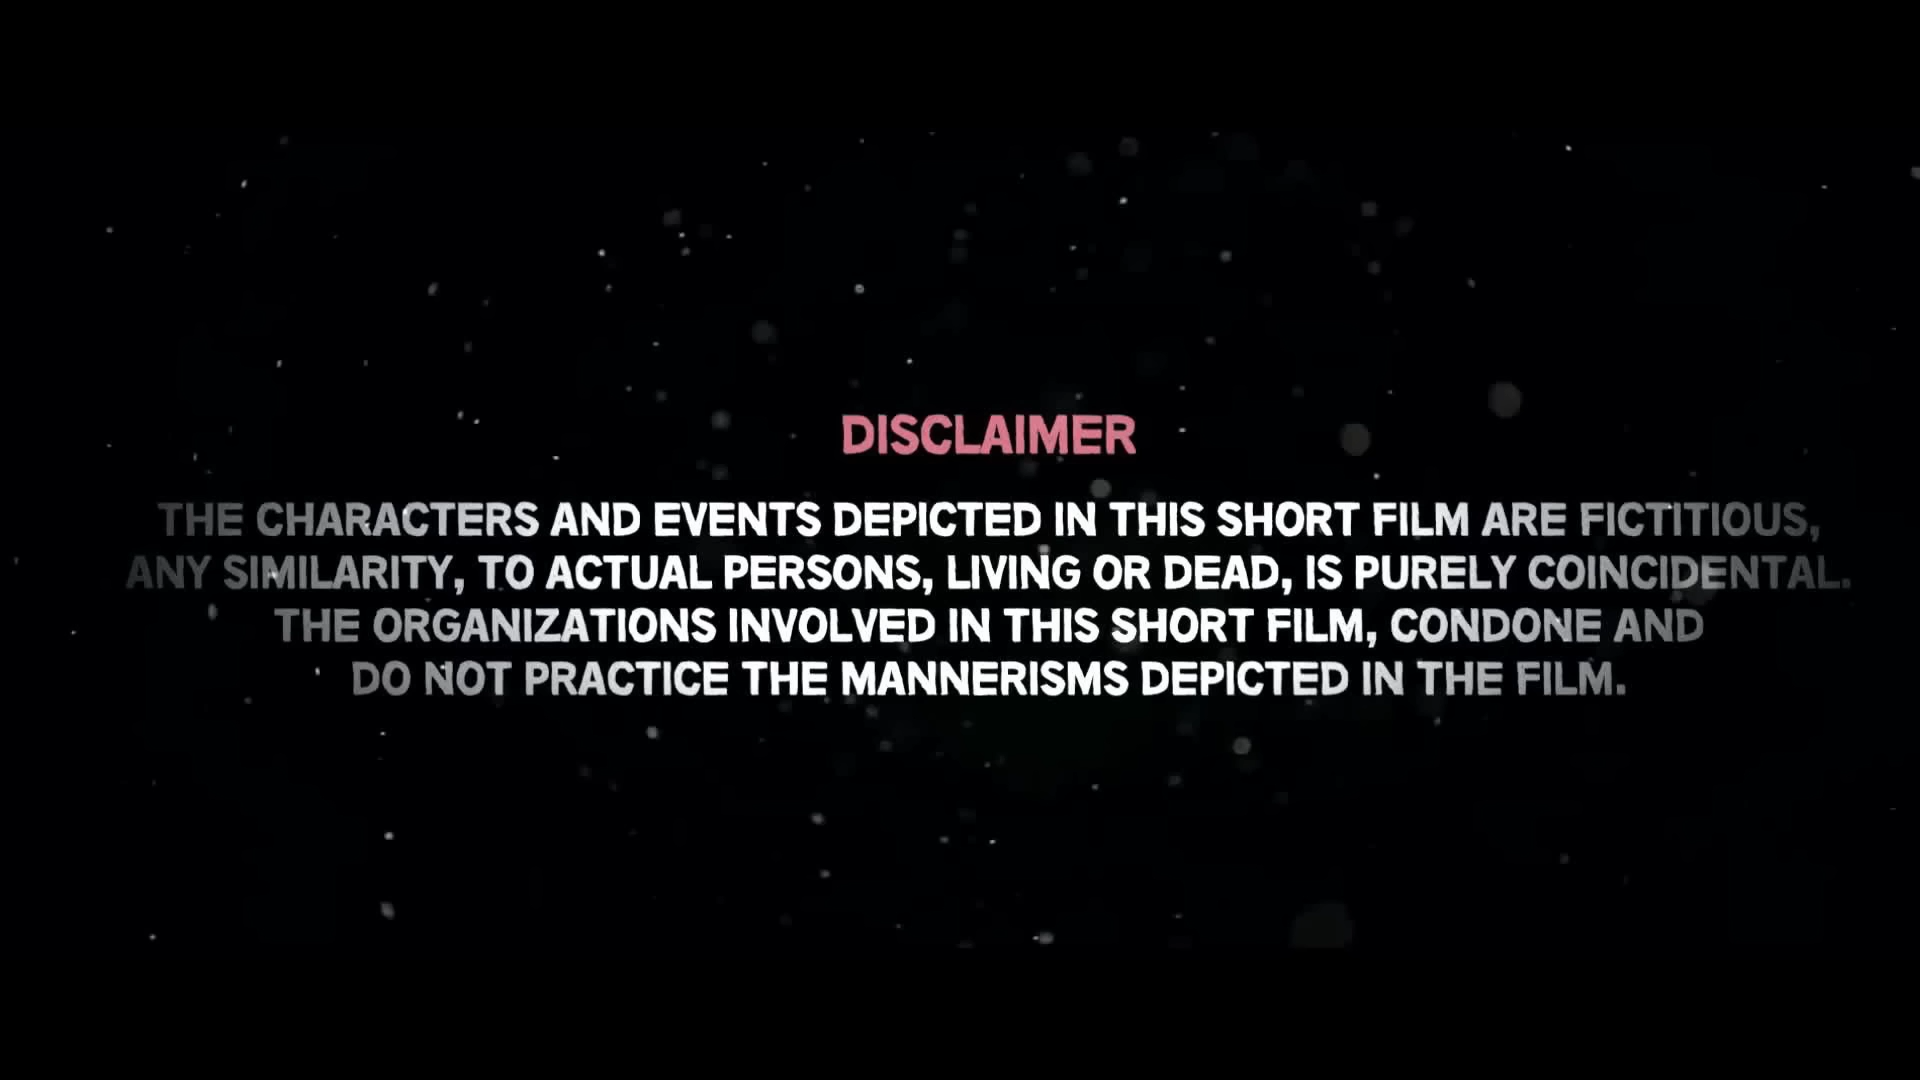 DISCLAIMER
THE CHARACTERS AND EVENTS DEPICTED IN THIS SHORT FILM ARE FICTITIOUS,
ANY SIMILARITY, TO ACTUAL PERSONS, LIVING OR DEAD, IS PURELY COINCIDENTAL.
THE ORGANIZATIONS INVOLVED IN THIS SHORT FILM, CONDONE AND
DO NOT PRACTICE THE MANNERISMS DEPICTED IN THE FILM.